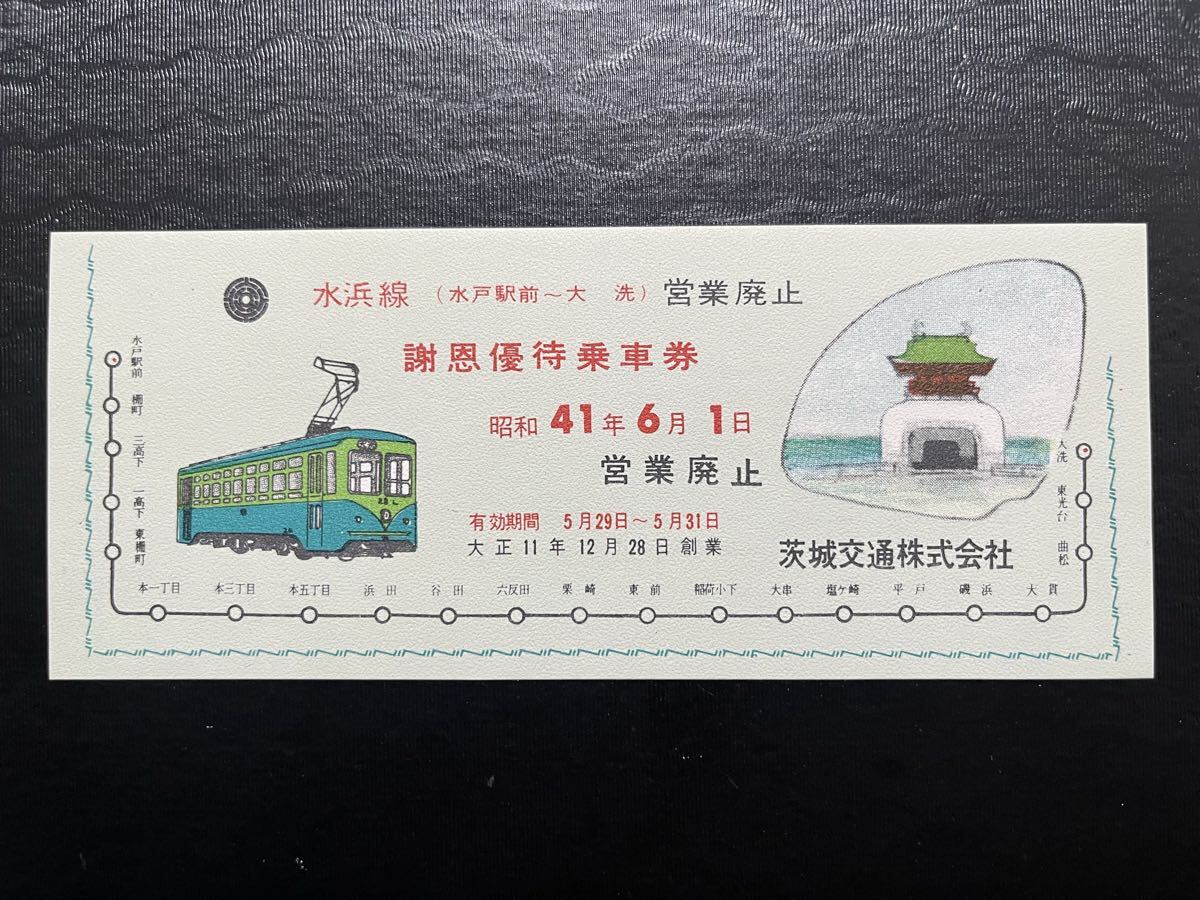 水浜線 （水戸駅前〜大 洗） 営業廃止
謝恩優待乗車券
昭和 41年 6月 1日
営業廃止
有効期間 5月29日〜5月31日
大正11年12月28日創業
茨城交通株式会社
水戸駅前
棚町
三高下
一高下
東棚町
本一丁目
本三丁目
本五丁目
浜田
谷田
六反田
栗崎
東前
稲荷小下
大串
塩ケ崎
平戸
磯浜
大貫
曲松
東光台
大洗